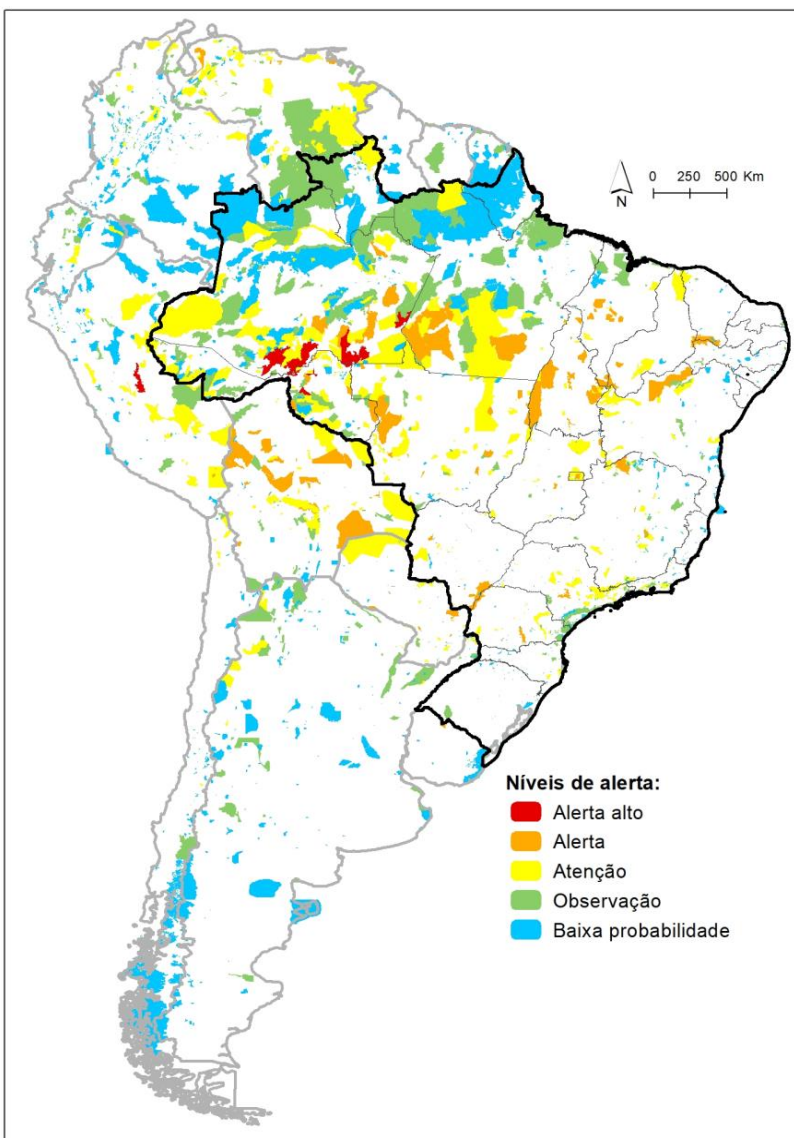 N
0 250 500 Km
Níveis de alerta:
Alerta alto
Alerta
Atenção
Observação
Baixa probabilidade